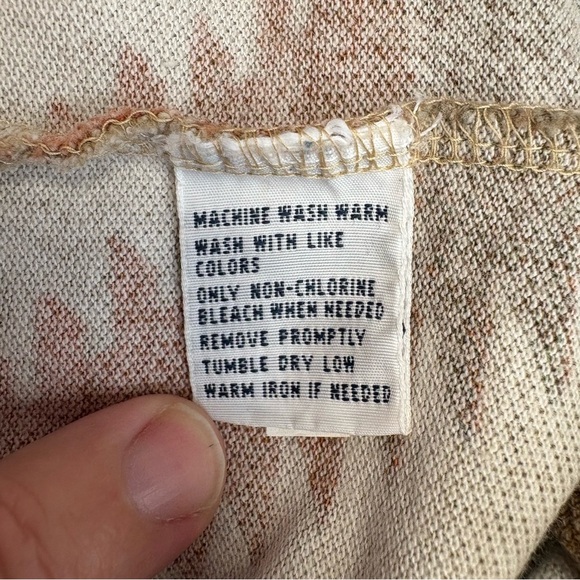 MACHINE WASH WARM
WASH WITH LIKE
COLORS
ONLY NON-CHLORINE
BLEACH WHEN NEEDED
REMOVE PROMPTLY
TUMBLE DRY LOW
WARM IRON IF NEEDED